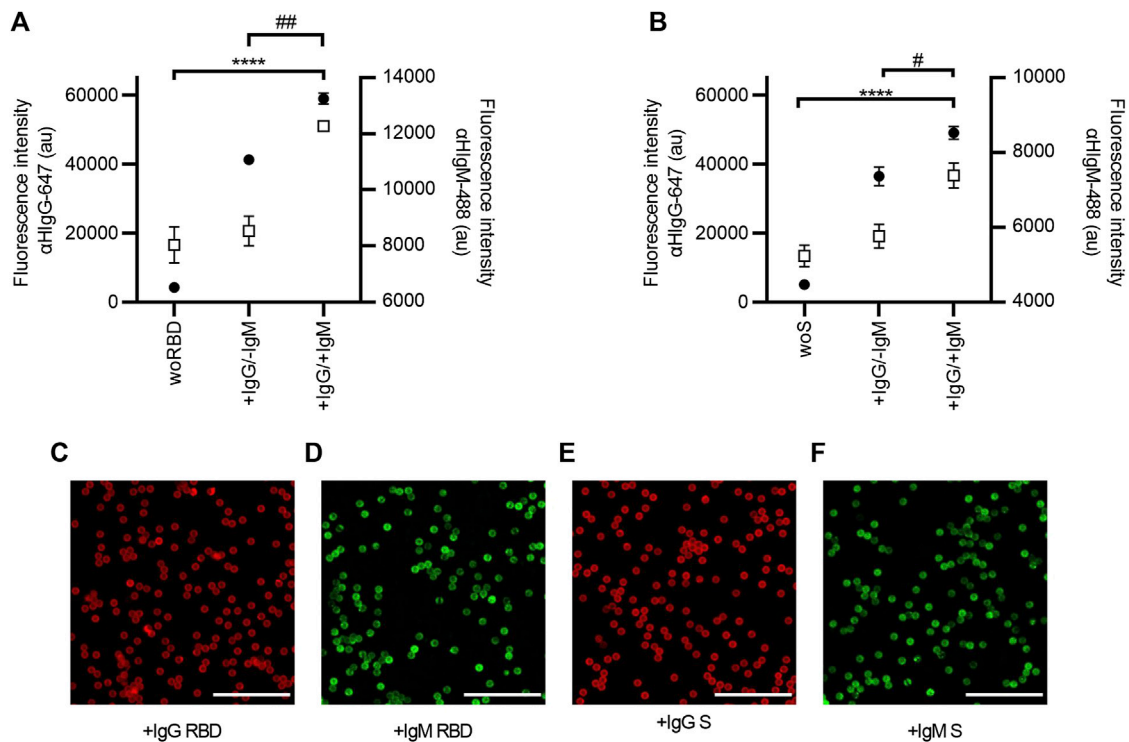 A
##
****
Fluorescence intensity
αHIgG-647 (au)
60000
40000
20000
0
14000
12000
10000
8000
6000
Fluorescence intensity
αHIgM-488
(au)
woRBD
+IgG/-IgM
+IgG/+IgM
B
#
****
Fluorescence intensity
αHIgG-647 (au)
60000
40000
20000
0
10000
8000
6000
4000
Fluorescence intensity
αHIgM-488
(au)
woS
+IgG/-IgM
+IgG/+IgM
C
+IgG RBD
D
+IgM RBD
E
+IgG S
F
+IgM S